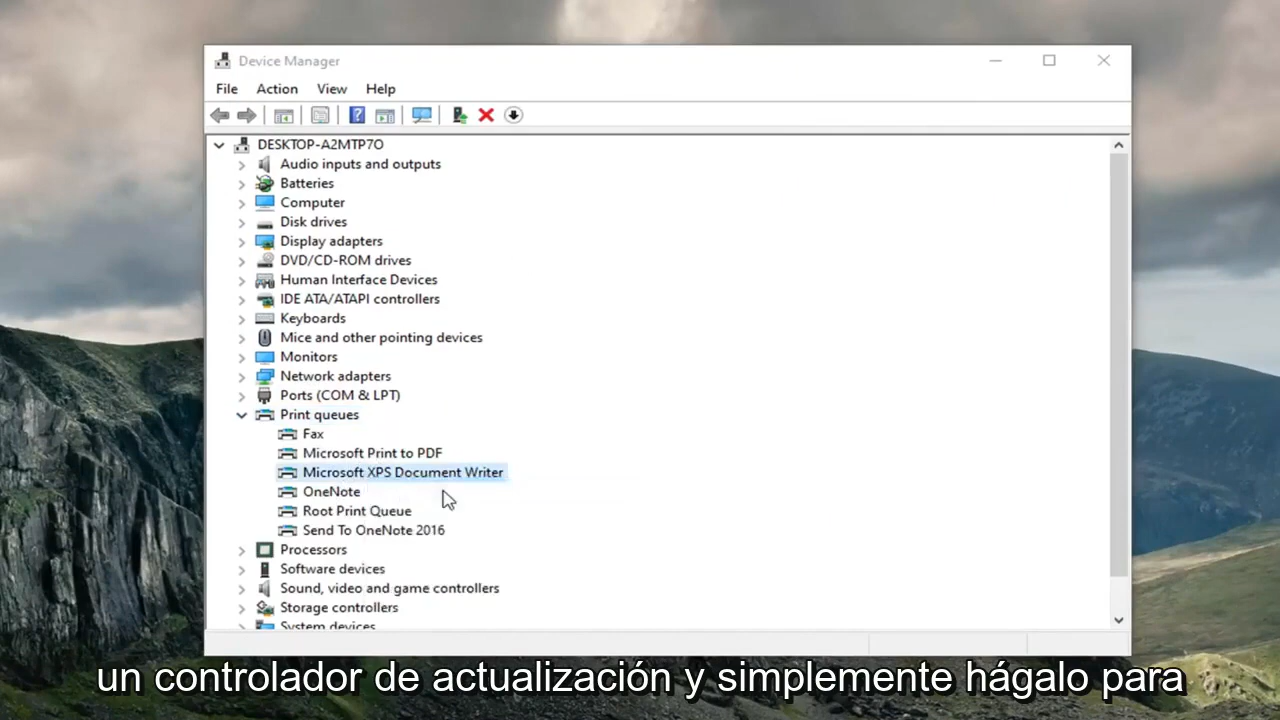 Device Manager
File Action View Help
DESKTOP-A2MTP7O
Audio inputs and outputs
Batteries
Computer
Disk drives
Display adapters
DVD/CD-ROM drives
Human Interface Devices
IDE ATA/ATAPI controllers
Keyboards
Mice and other pointing devices
Monitors
Network adapters
Ports (COM & LPT)
Print queues
Fax
Microsoft Print to PDF
Microsoft XPS Document Writer
OneNote
Root Print Queue
Send To OneNote 2016
Processors
Software devices
Sound, video and game controllers
Storage controllers
System devices
un controlador de actualización y simplemente hágalo para